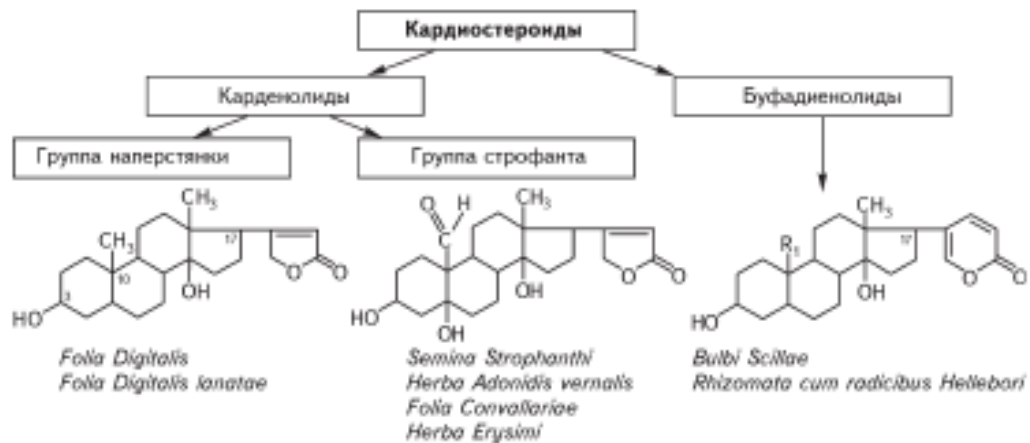 Кардиостероиды
Карденолиды
Буфадиенолиды
Группа наперстянки
Группа строфанта
CH3
CH3
17
10
3
HO
OH
O
O
O
H
C
CH3
HO
OH
OH
O
O
CH3
R1
17
HO
OH
O
O
Folia Digitalis
Folia Digitalis lanatae
Semina Strophanthi
Herba Adonidis vernalis
Folia Convallariae
Herba Erysimi
Bulbi Scillae
Rhizomata cum radicibus Hellebori